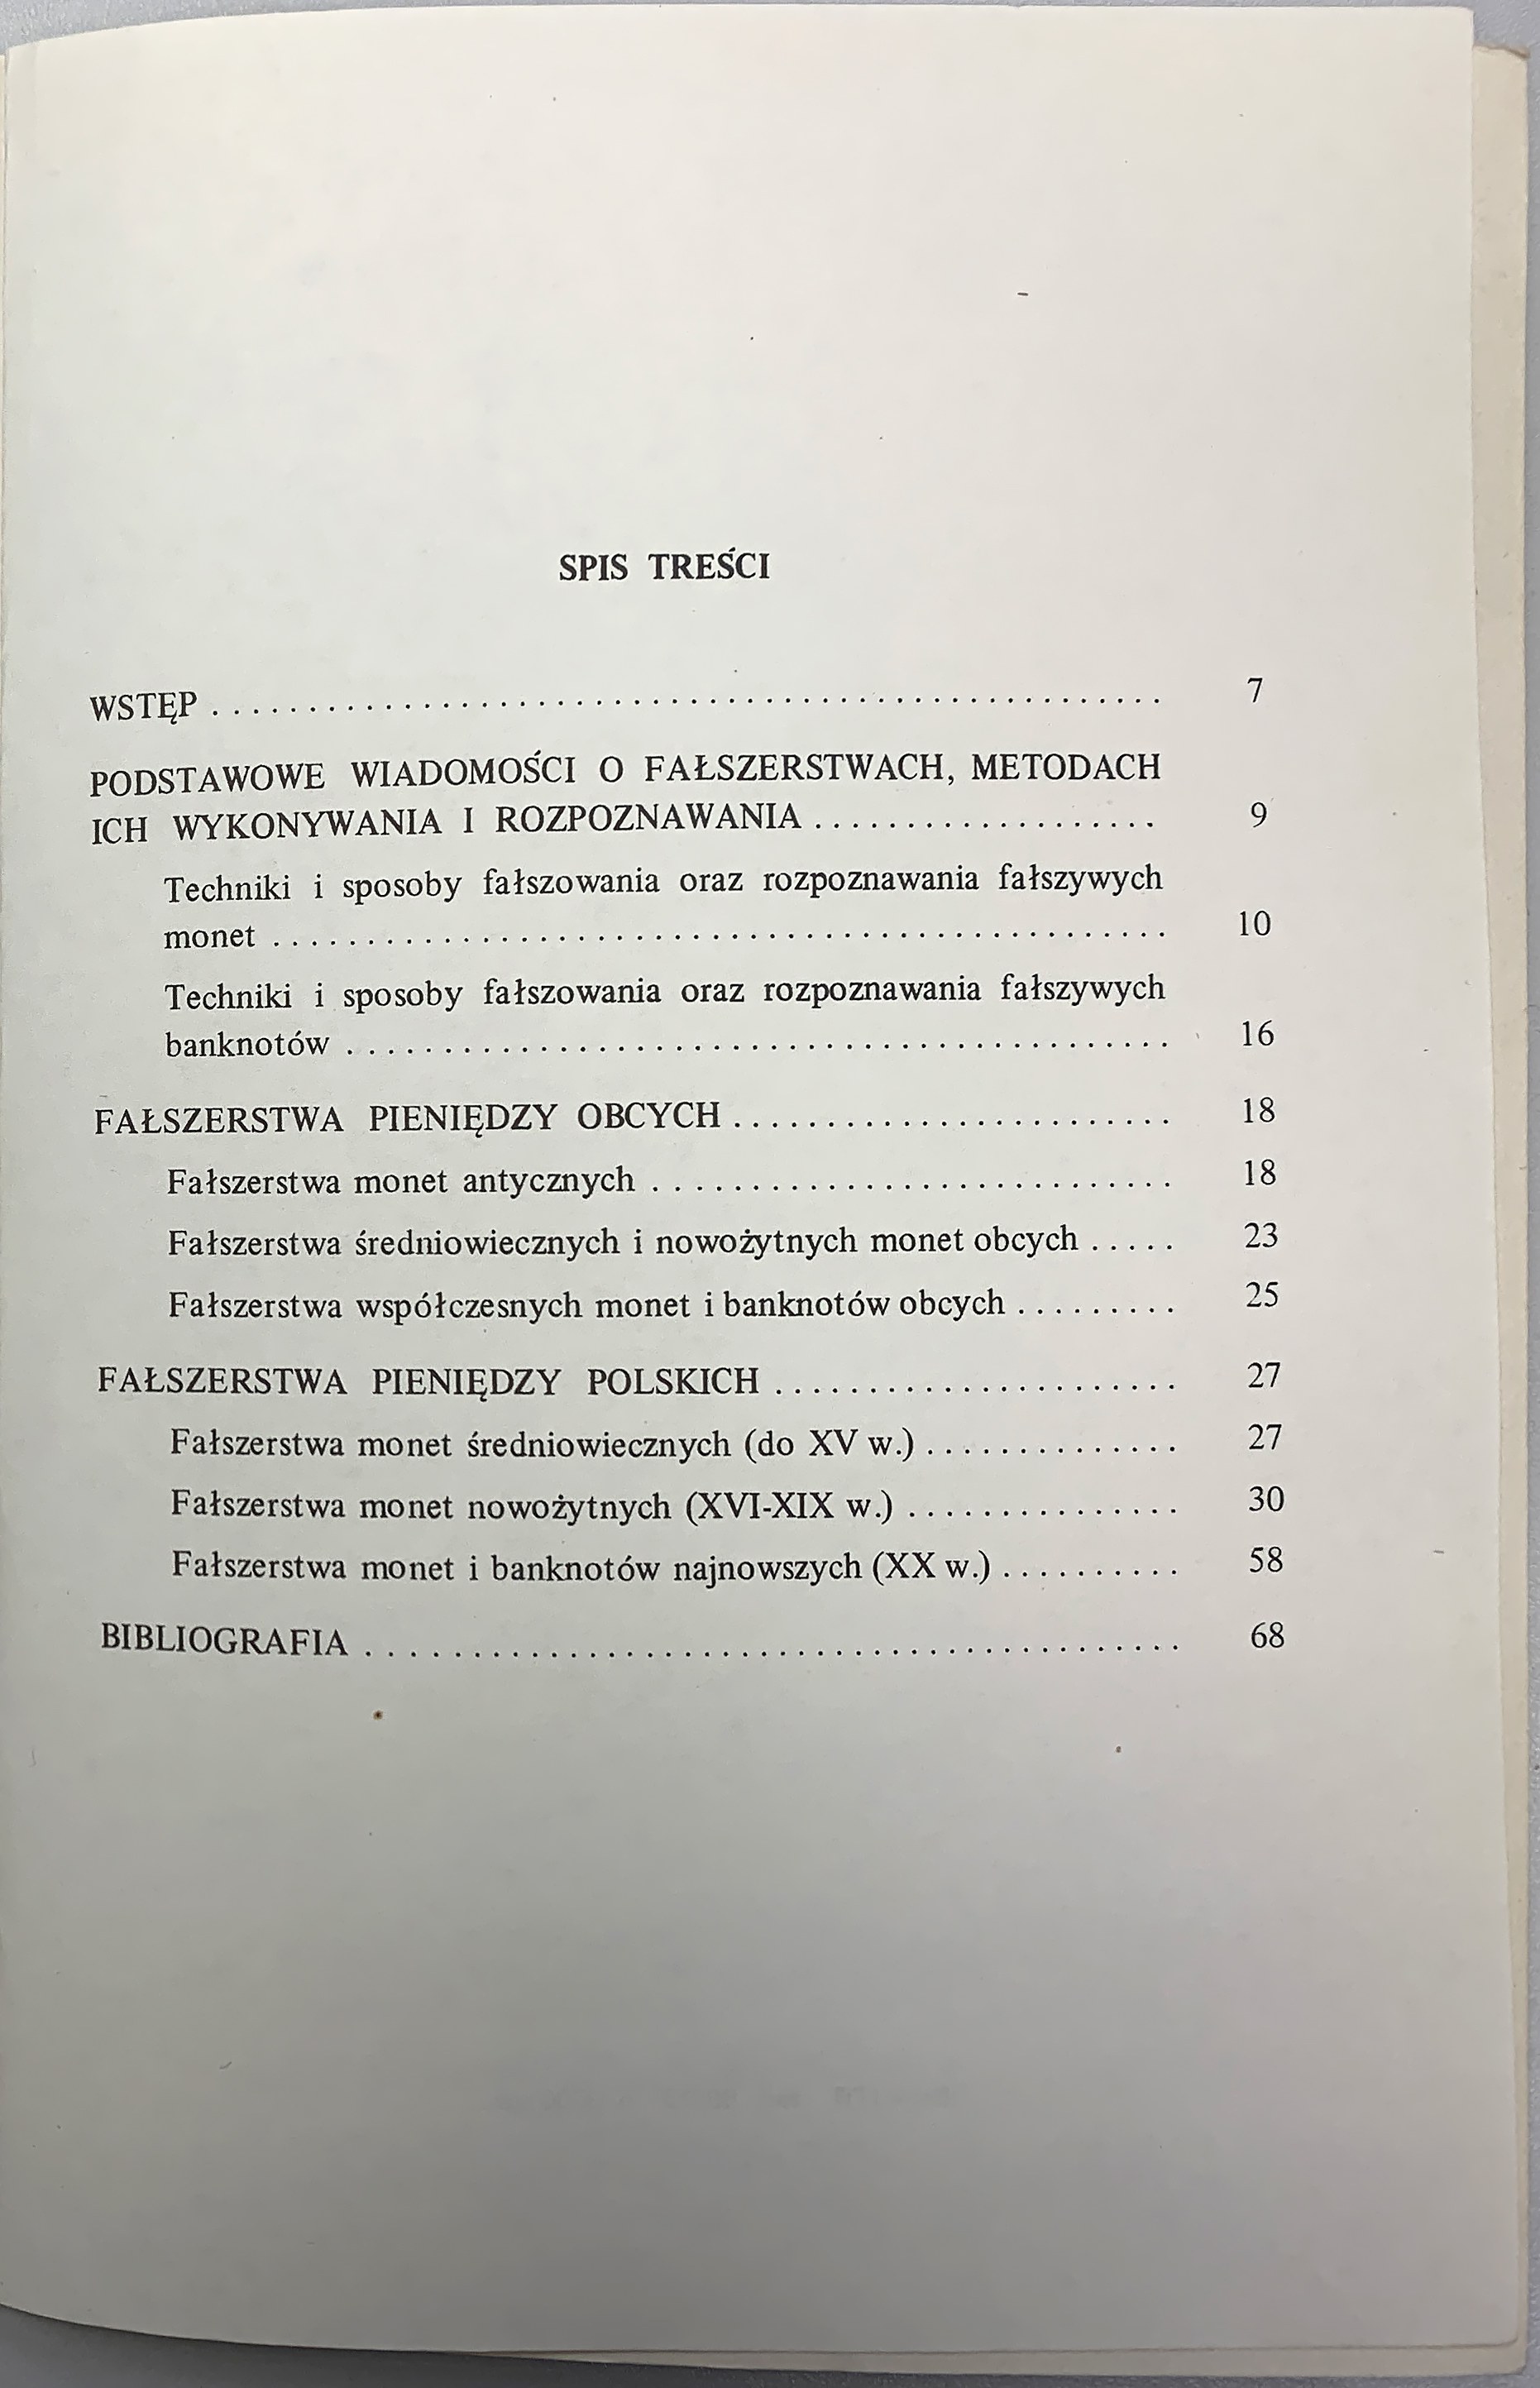 SPIS TREŚCI
WSTĘP . . . . . . . . . . . . . . . . . . . . . . . . . . . . . . . . . . . . . . . . . . . 7
PODSTAWOWE WIADOMOŚCI O FAŁSZERSTWACH, METODACH
ICH WYKONYWANIA I ROZPOZNAWANIA . . . . . . . . . . . . . . . . . . . 9
Techniki i sposoby fałszowania oraz rozpoznawania fałszywych
monet . . . . . . . . . . . . . . . . . . . . . . . . . . . . . . . . . . . . . . . . . 10
Techniki i sposoby fałszowania oraz rozpoznawania fałszywych
banknotów . . . . . . . . . . . . . . . . . . . . . . . . . . . . . . . . . . . . . . 16
FAŁSZERSTWA PIENIĘDZY OBCYCH . . . . . . . . . . . . . . . . . . . . . . . . 18
Fałszerstwa monet antycznych . . . . . . . . . . . . . . . . . . . . . . . . . . . 18
Fałszerstwa średniowiecznych i nowożytnych monet obcych . . . . . 23
Fałszerstwa współczesnych monet i banknotów obcych . . . . . . . . . 25
FAŁSZERSTWA PIENIĘDZY POLSKICH . . . . . . . . . . . . . . . . . . . . . . 27
Fałszerstwa monet średniowiecznych (do XV w.) . . . . . . . . . . . . . . 27
Fałszerstwa monet nowożytnych (XVI-XIX w.) . . . . . . . . . . . . . . . 30
Fałszerstwa monet i banknotów najnowszych (XX w.) . . . . . . . . . . 58
BIBLIOGRAFIA . . . . . . . . . . . . . . . . . . . . . . . . . . . . . . . . . . . . . 68